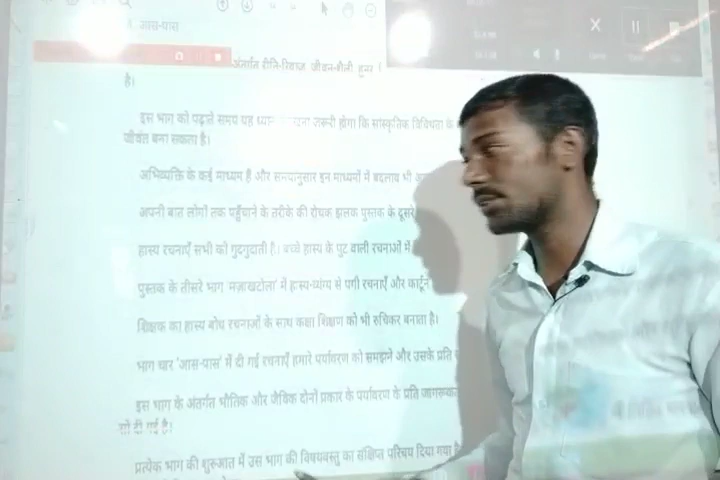 आस-पास
अंतर्गत रीति-रिवाज, जीवन-शैली, हुनर
है।
इस भाग को पढ़ाते समय यह ध्यान रखना जरूरी होगा कि सांस्कृतिक विविधता के
जीवंत बना सकता है।
अभिव्यक्ति के कई माध्यम हैं और समयानुसार इन माध्यमों में बदलाव भी
अपनी बात लोगों तक पहुँचाने के तरीके की रोचक झलक पुस्तक के दूसरे
हास्य रचनाएँ सभी को गुदगुदाती हैं। बच्चे हास्य के पुट वाली रचनाओं में
पुस्तक के तीसरे भाग 'मज़ाखटोला' में हास्य-व्यंग्य से पगी रचनाएँ और कार्टून
शिक्षक का हास्य बोध रचनाओं के साथ कक्षा शिक्षण को भी रुचिकर बनाता है।
भाग चार 'आस-पास' में दी गई रचनाएँ हमारे पर्यावरण को समझने और उसके प्रति
इस भाग के अंतर्गत भौतिक और जैविक दोनों प्रकार के पर्यावरण के प्रति जागरूकता
दी गई है।
प्रत्येक भाग की शुरुआत में उस भाग की विषयवस्तु का संक्षिप्त परिचय दिया गया है